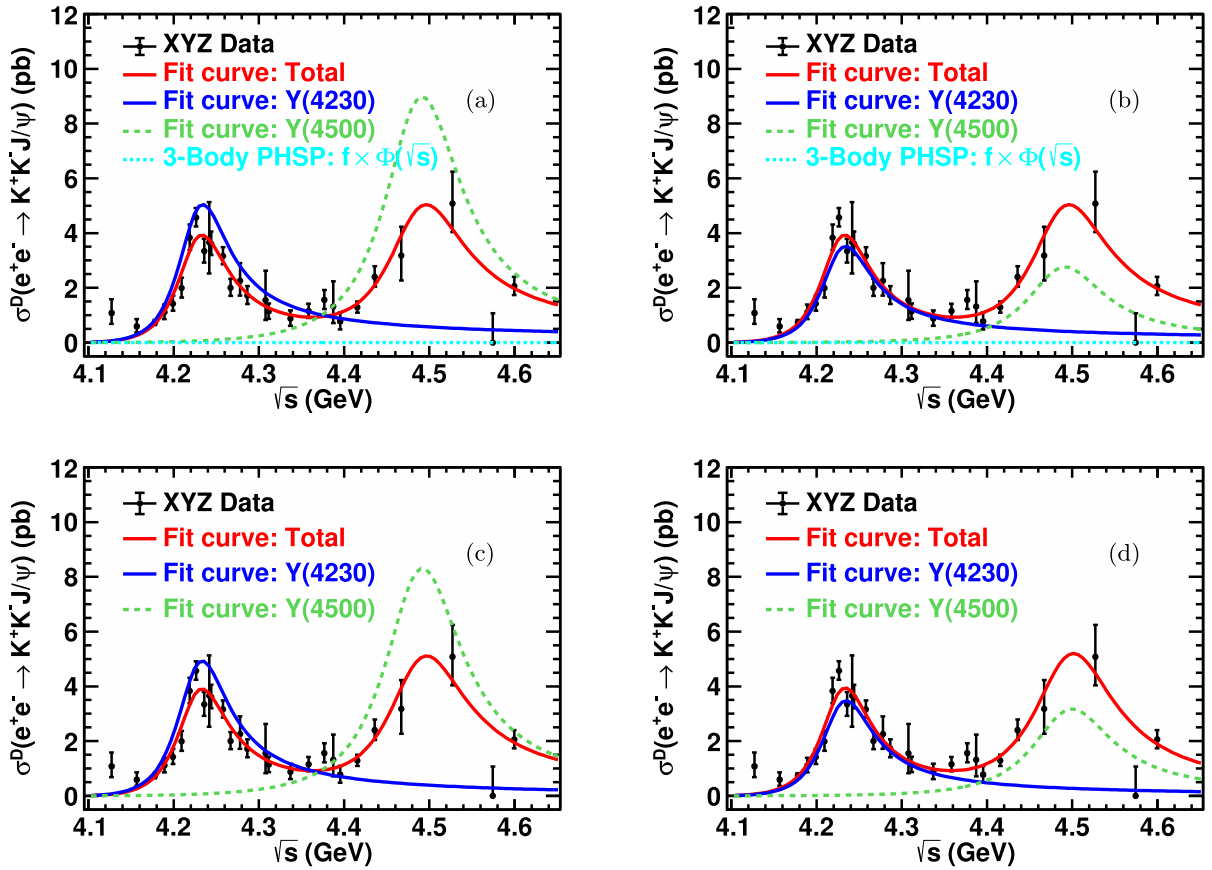 12
10
8
6
4
2
0
σᴰ(e⁺e⁻ → K⁺K⁻J/ψ) (pb)
XYZ Data
Fit curve: Total
Fit curve: Y(4230)
Fit curve: Y(4500)
3-Body PHSP: f × Φ(√s)
(a)
4.1 4.2 4.3 4.4 4.5 4.6
√s (GeV)
12
10
8
6
4
2
0
σᴰ(e⁺e⁻ → K⁺K⁻J/ψ) (pb)
XYZ Data
Fit curve: Total
Fit curve: Y(4230)
Fit curve: Y(4500)
3-Body PHSP: f × Φ(√s)
(b)
4.1 4.2 4.3 4.4 4.5 4.6
√s (GeV)
12
10
8
6
4
2
0
σᴰ(e⁺e⁻ → K⁺K⁻J/ψ) (pb)
XYZ Data
Fit curve: Total
Fit curve: Y(4230)
Fit curve: Y(4500)
(c)
4.1 4.2 4.3 4.4 4.5 4.6
√s (GeV)
12
10
8
6
4
2
0
σᴰ(e⁺e⁻ → K⁺K⁻J/ψ) (pb)
XYZ Data
Fit curve: Total
Fit curve: Y(4230)
Fit curve: Y(4500)
(d)
4.1 4.2 4.3 4.4 4.5 4.6
√s (GeV)